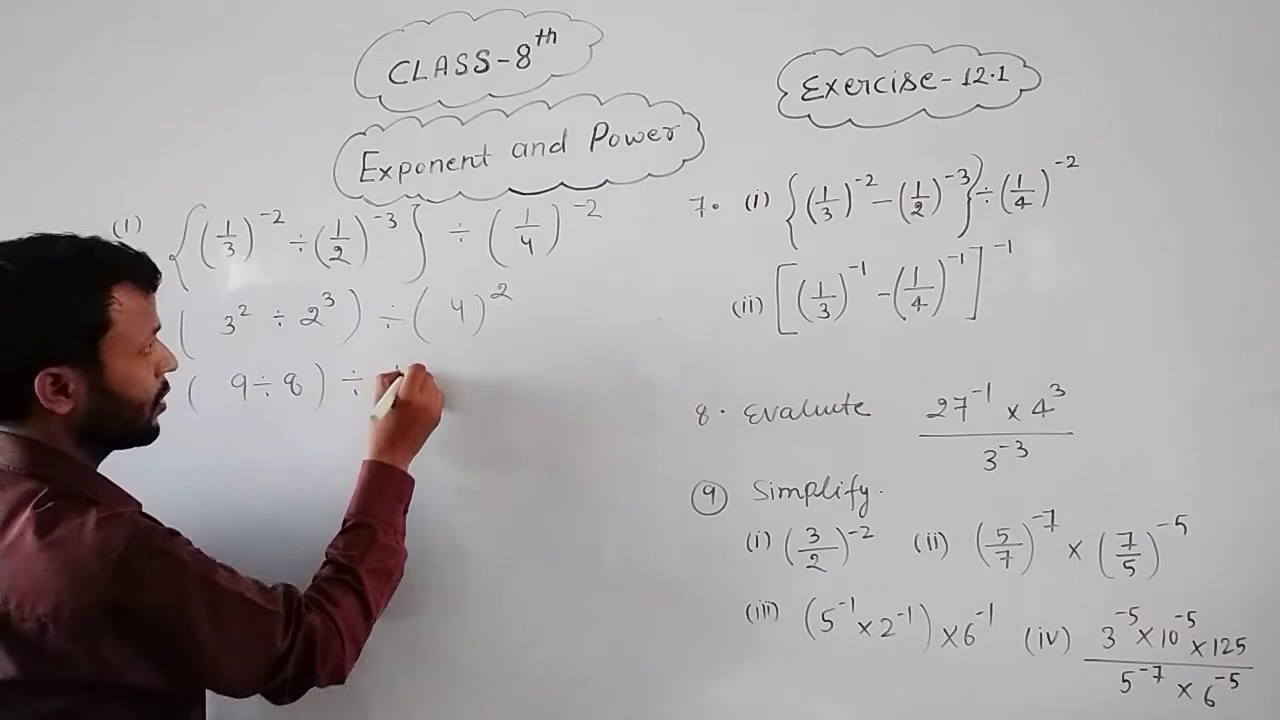 CLASS-8th
Exponent and Power
Exercise-12.1
(1) {(1/3)^-2 ÷ (1/2)^-3} ÷ (1/4)^-2
(3^2 ÷ 2^3) ÷ (4)^2
(9÷8) ÷
7. (i) {(1/3)^-2 - (1/2)^-3} ÷ (1/4)^-2
(ii) [(1/3)^-1 - (1/4)^-1]^-1
8. Evaluate (27^-1 x 4^3)/(3^-3)
9 Simplify.
(i) (3/2)^-2 (ii) (5/7)^-7 x (7/5)^-5
(iii) (5^-1 x 2^-1) x 6^-1 (iv) (3^-5 x 10^-5 x 125)/(5^-7 x 6^-5)